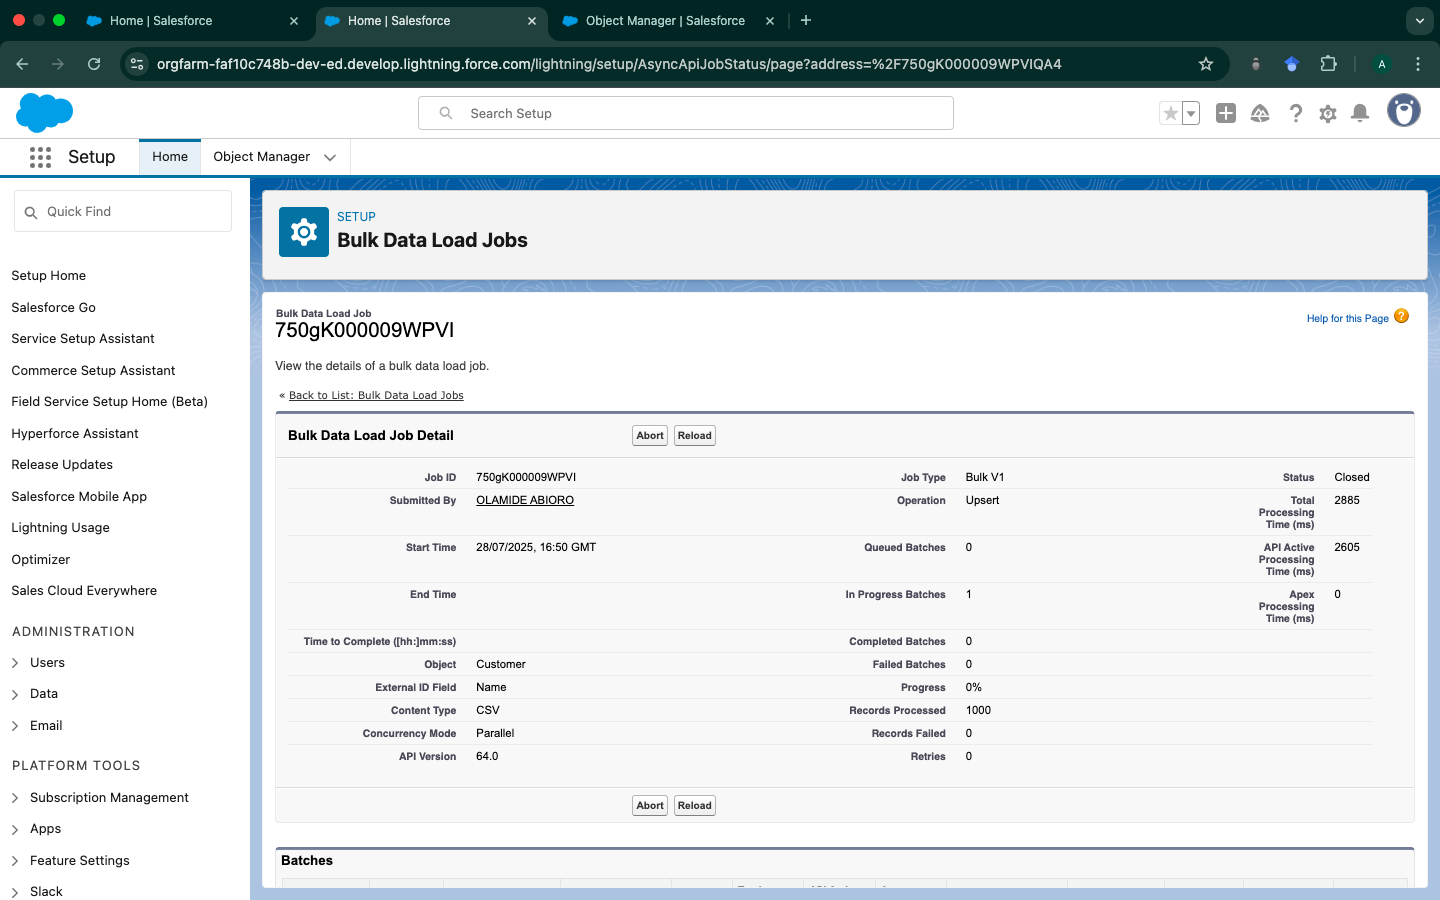 Home | Salesforce
Home | Salesforce
Object Manager | Salesforce
orgfarm-faf10c748b-dev-ed.develop.lightning.force.com/lightning/setup/AsyncApiJobStatus/page?address=%2F750gK000009WPVIQA4
A
Search Setup
Setup
Home
Object Manager
Quick Find
Setup Home
Salesforce Go
Service Setup Assistant
Commerce Setup Assistant
Field Service Setup Home (Beta)
Hyperforce Assistant
Release Updates
Salesforce Mobile App
Lightning Usage
Optimizer
Sales Cloud Everywhere
ADMINISTRATION
Users
Data
Email
PLATFORM TOOLS
Subscription Management
Apps
Feature Settings
Slack
SETUP
Bulk Data Load Jobs
Bulk Data Load Job
750gK000009WPVI
Help for this Page ?
View the details of a bulk data load job.
« Back to List: Bulk Data Load Jobs
Bulk Data Load Job Detail
Abort
Reload
Job ID 750gK000009WPVI Job Type Bulk V1 Status Closed
Submitted By OLAMIDE ABIORO Operation Upsert Total 2885
Processing
Time (ms)
Start Time 28/07/2025, 16:50 GMT Queued Batches 0 API Active 2605
Processing
Time (ms)
End Time In Progress Batches 1 Apex 0
Processing
Time (ms)
Time to Complete ([hh:]mm:ss) Completed Batches 0
Object Customer Failed Batches 0
External ID Field Name Progress 0%
Content Type CSV Records Processed 1000
Concurrency Mode Parallel Records Failed 0
API Version 64.0 Retries 0
Abort
Reload
Batches